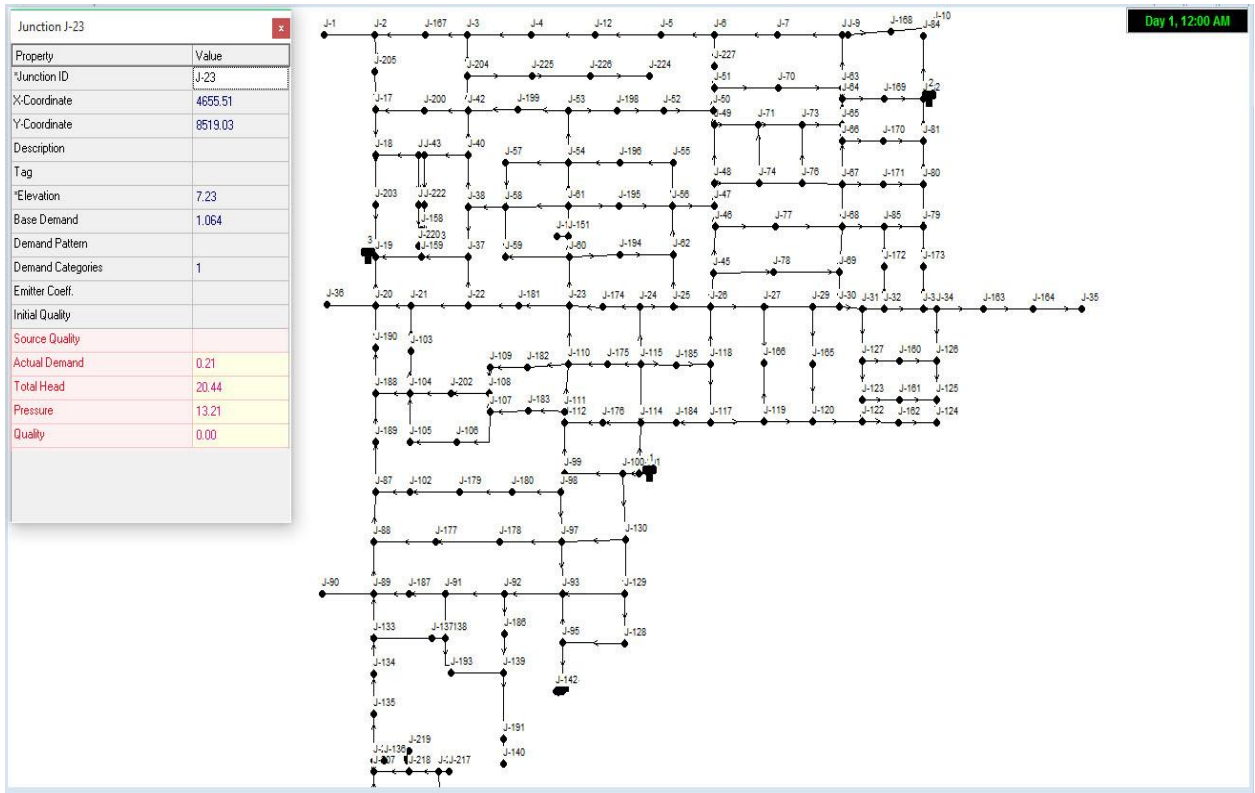 Junction J-23
x
Property Value
*Junction ID J-23
X-Coordinate 4655.51
Y-Coordinate 8519.03
Description
Tag
*Elevation 7.23
Base Demand 1.064
Demand Pattern
Demand Categories 1
Emitter Coeff.
Initial Quality
Source Quality
Actual Demand 0.21
Total Head 20.44
Pressure 13.21
Quality 0.00
Day 1, 12:00 AM
J-1 J-2 J-167 J-3 J-4 J-12 J-5 J-6 J-7 J-9 J-168 J-10
J-84
J-205 J-204 J-225 J-226 J-224 J-227
J-51 J-70 J-63
J-17 J-200 J-42 J-199 J-53 J-198 J-52 J-50 J-64 J-169 2
J-49 J-71 J-73 J-65
J-66 J-170 J-81
J-18 J-43 J-40 J-57 J-54 J-196 J-55
J-48 J-74 J-76 J-67 J-171 J-80
J-203 J-222 J-38 J-58 J-61 J-195 J-56 J-47
J-158 J-151 J-46 J-77 J-68 J-85 J-79
J-220
3 J-19 J-159 J-37 J-59 J-60 J-194 J-62
J-45 J-78 J-69 J-172 J-173
J-36 J-20 J-21 J-22 J-181 J-23 J-174 J-24 J-25 J-26 J-27 J-29 J-30 J-31 J-32 J-34 J-163 J-164 J-35
J-190 J-103
J-109 J-182 J-110 J-175 J-115 J-185 J-118 J-166 J-165 J-127 J-160 J-126
J-188 J-104 J-202 J-108
J-107 J-183 J-111 J-123 J-161 J-125
J-112 J-176 J-114 J-184 J-117 J-119 J-120 J-122 J-162 J-124
J-189 J-105 J-106
J-99 J-100 1
J-87 J-102 J-179 J-180 J-98
J-88 J-177 J-178 J-97 J-130
J-90 J-89 J-187 J-91 J-92 J-93 J-129
J-133 J-137 138 J-186 J-95 J-128
J-134 J-193 J-139
J-142
J-135
J-191
J-219
J-136 J-140
J-218 J-217